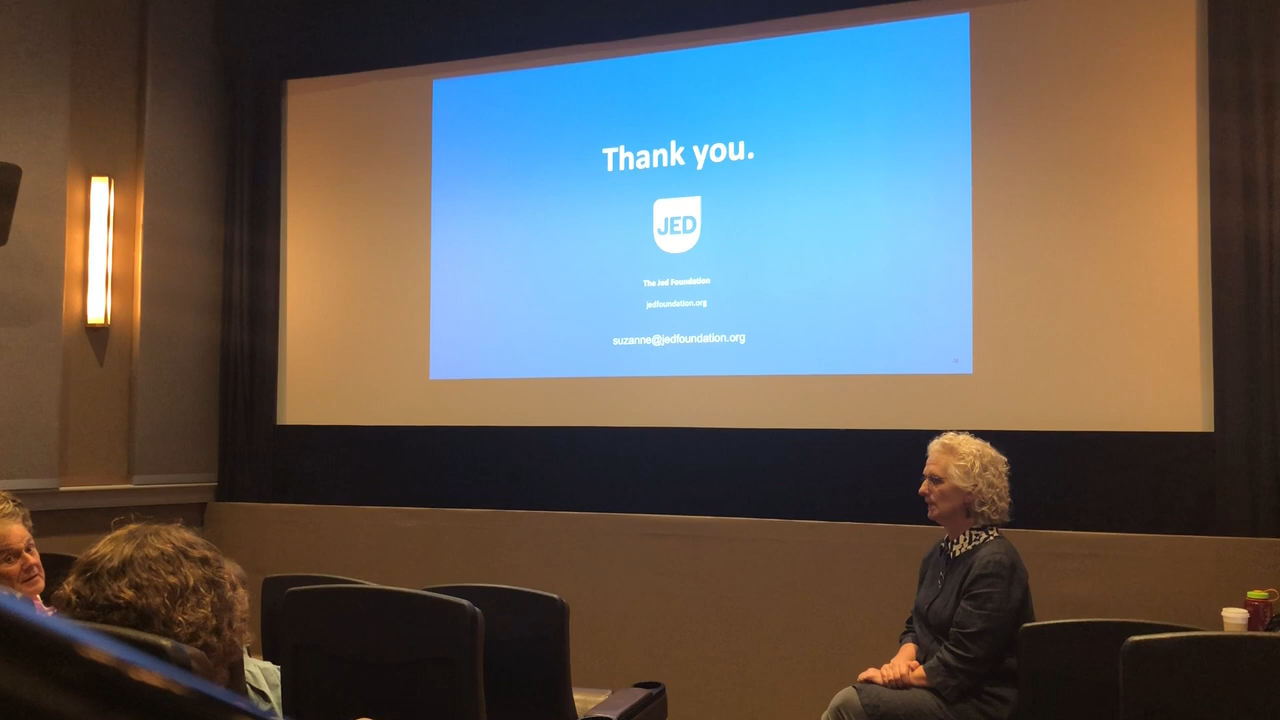 Thank you.
JED
The Jed Foundation
jedfoundation.org
suzanne@jedfoundation.org